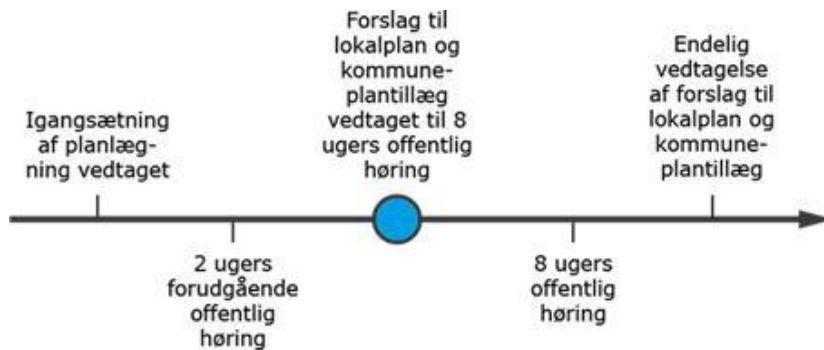 Igangsætning
af planlæg-
ning vedtaget
2 ugers
forudgående
offentlig
høring
Forslag til
lokalplan og
kommune-
plantillæg
vedtaget til 8
ugers offentlig
høring
8 ugers
offentlig
høring
Endelig
vedtagelse
af forslag til
lokalplan og
kommune-
plantillæg